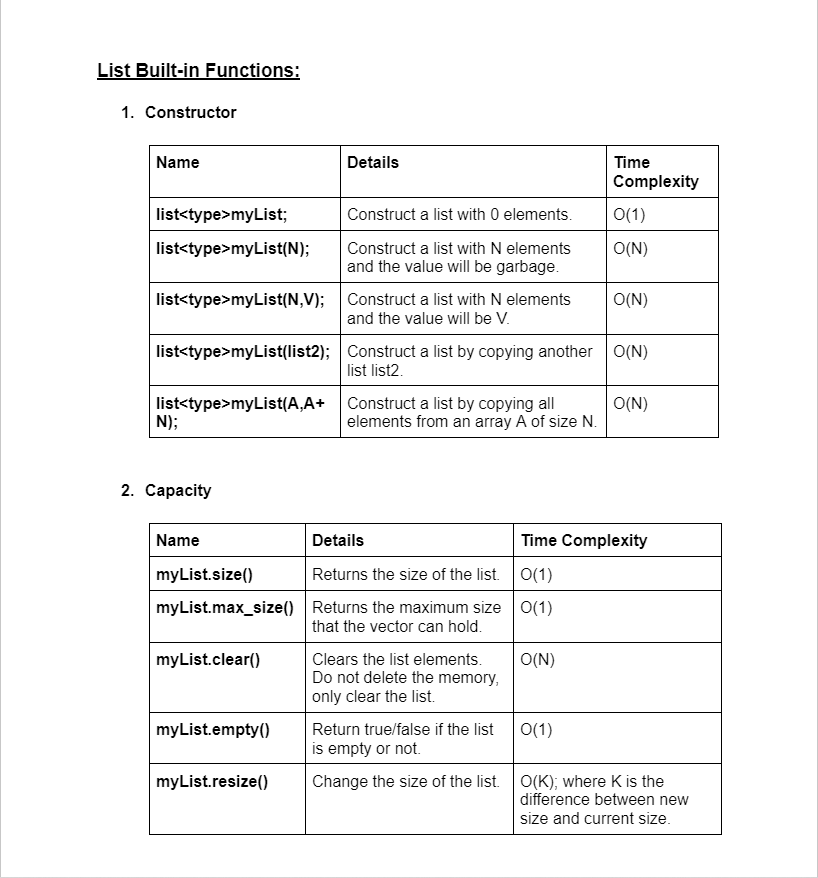 List Built-in Functions:
1. Constructor
Name Details Time
Complexity
list<type>myList; Construct a list with 0 elements. O(1)
list<type>myList(N); Construct a list with N elements O(N)
and the value will be garbage.
list<type>myList(N,V); Construct a list with N elements O(N)
and the value will be V.
list<type>myList(list2); Construct a list by copying another O(N)
list list2.
list<type>myList(A,A+ Construct a list by copying all O(N)
N); elements from an array A of size N.
2. Capacity
Name Details Time Complexity
myList.size() Returns the size of the list. O(1)
myList.max_size() Returns the maximum size O(1)
that the vector can hold.
myList.clear() Clears the list elements. O(N)
Do not delete the memory,
only clear the list.
myList.empty() Return true/false if the list O(1)
is empty or not.
myList.resize() Change the size of the list. O(K); where K is the
difference between new
size and current size.